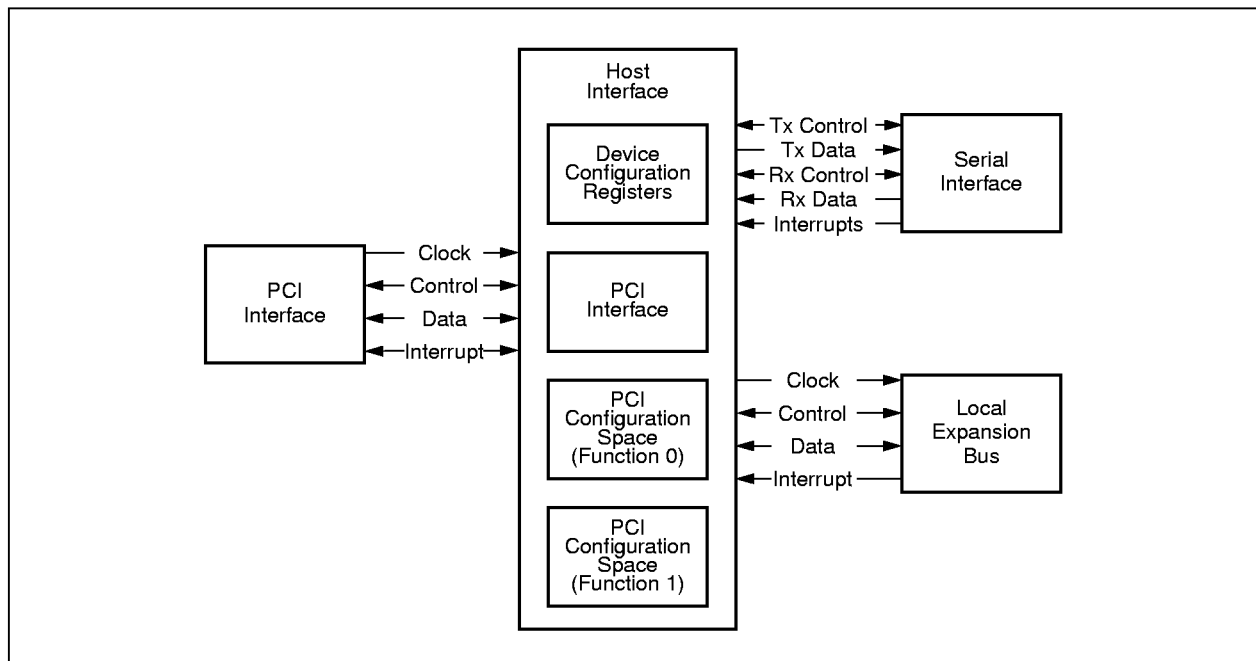 Host
Interface
Device
Configuration
Registers
PCI
Interface
PCI
Configuration
Space
(Function 0)
PCI
Configuration
Space
(Function 1)
PCI
Interface
Clock
Control
Data
Interrupt
Tx Control
Tx Data
Rx Control
Rx Data
Interrupts
Serial
Interface
Clock
Control
Data
Interrupt
Local
Expansion
Bus